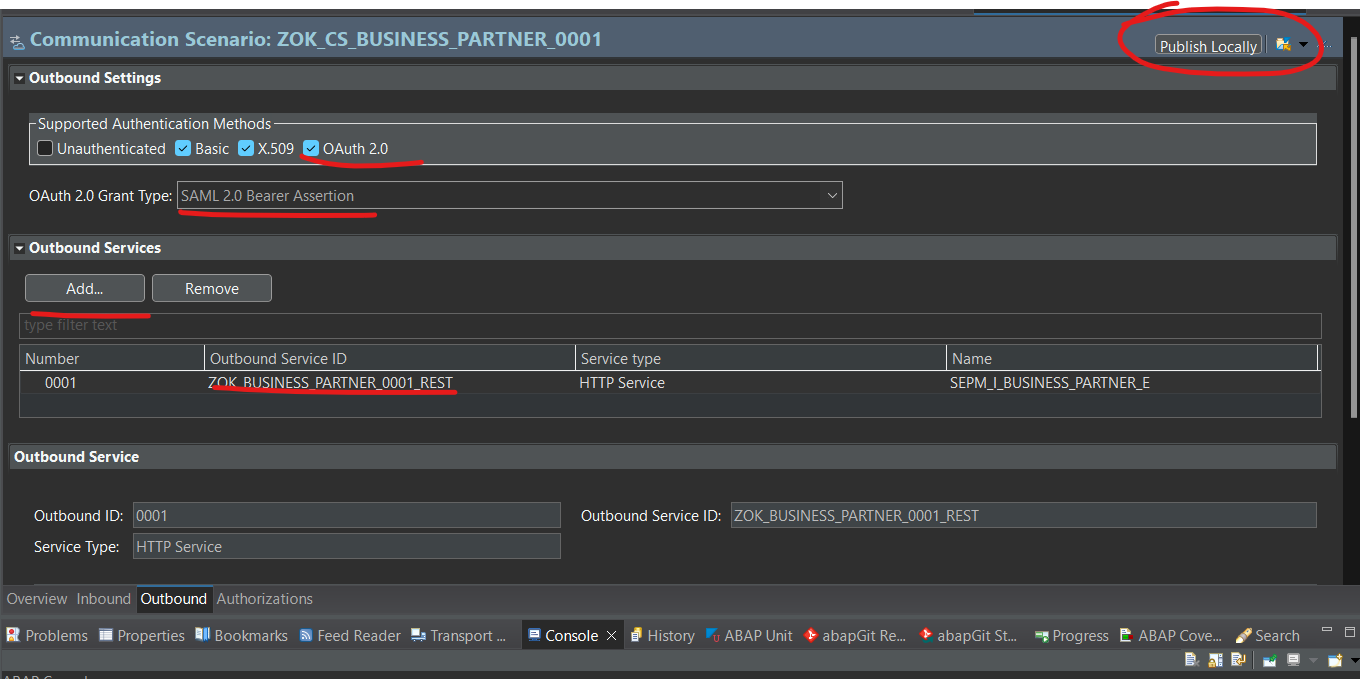 Communication Scenario: ZOK_CS_BUSINESS_PARTNER_0001
Publish Locally
Outbound Settings
Supported Authentication Methods
Unauthenticated Basic X.509 OAuth 2.0
OAuth 2.0 Grant Type: SAML 2.0 Bearer Assertion
Outbound Services
Add... Remove
type filter text
Number Outbound Service ID Service type Name
0001 ZOK_BUSINESS_PARTNER_0001_REST HTTP Service SEPM_I_BUSINESS_PARTNER_E
Outbound Service
Outbound ID: 0001 Outbound Service ID: ZOK_BUSINESS_PARTNER_0001_REST
Service Type: HTTP Service
Overview Inbound Outbound Authorizations
Problems Properties Bookmarks Feed Reader Transport ... Console History ABAP Unit abapGit Re... abapGit St... Progress ABAP Cove... Search